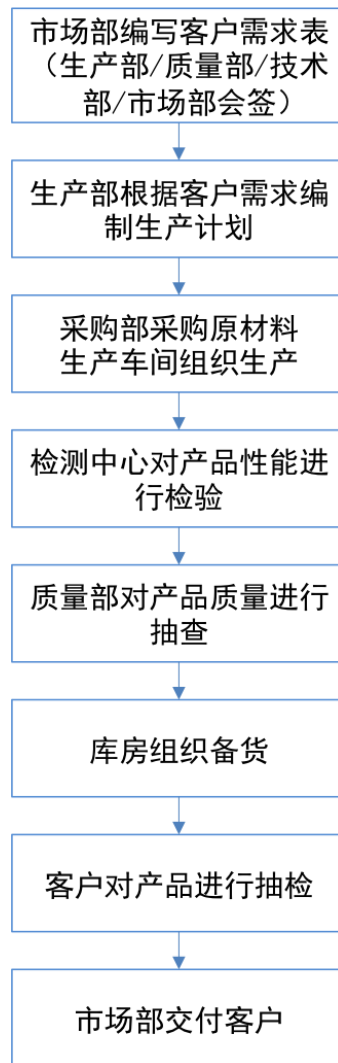 市场部编写客户需求表
（生产部/质量部/技术
部/市场部会签）
生产部根据客户需求编
制生产计划
采购部采购原材料
生产车间组织生产
检测中心对产品性能进
行检验
质量部对产品质量进行
抽查
库房组织备货
客户对产品进行抽检
市场部交付客户